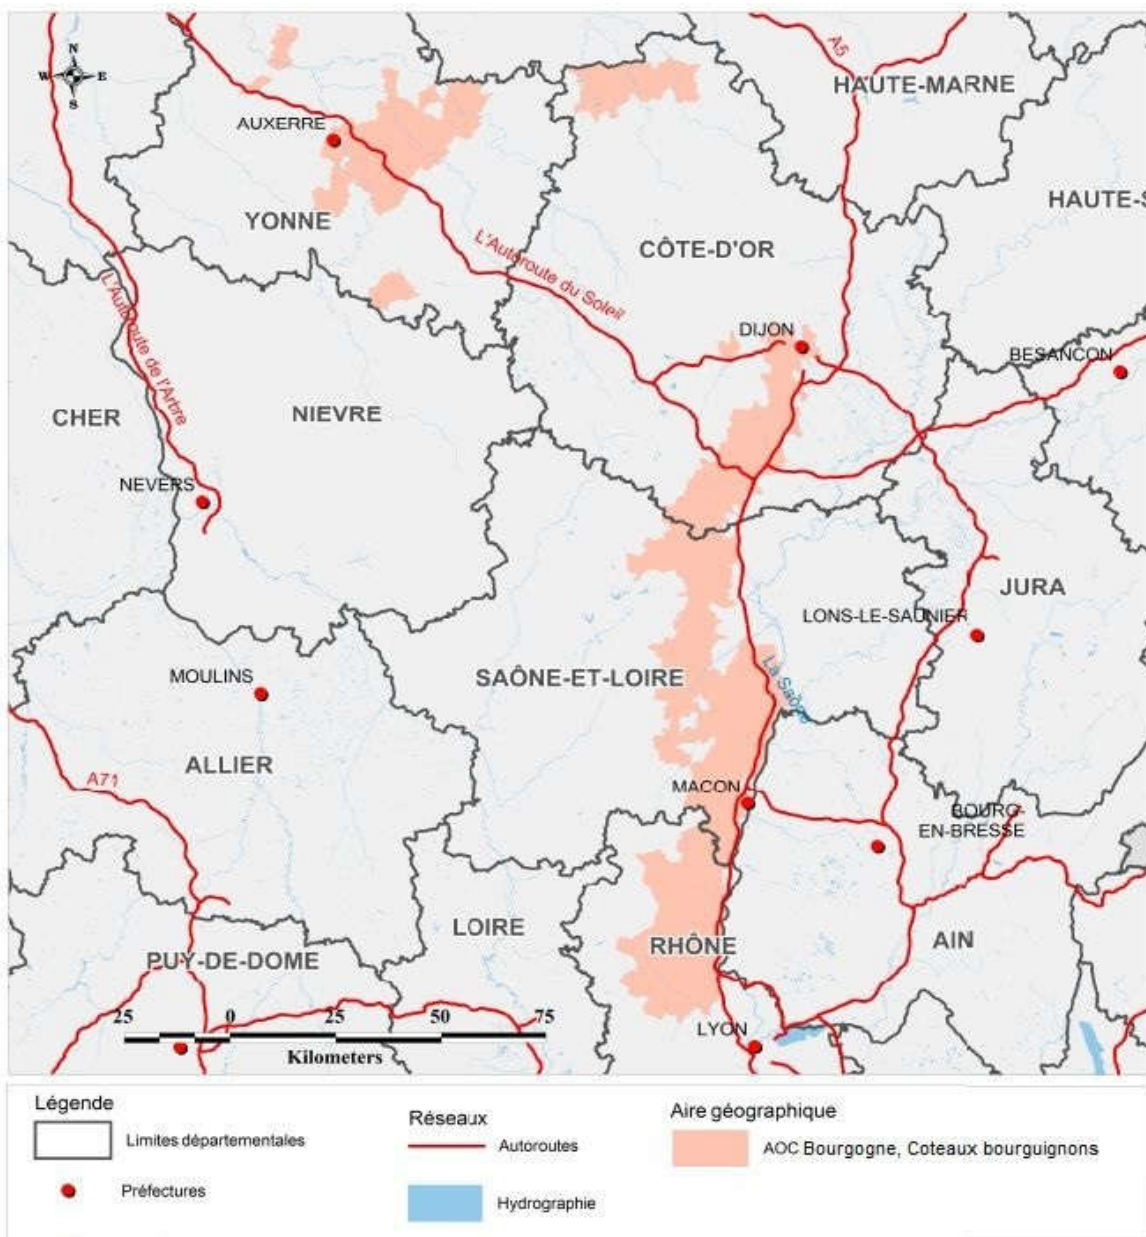 N
W E
S
A5
HAUTE-MARNE
AUXERRE
HAUTE-S
YONNE
CÔTE-D'OR
L'Autoroute du Soleil
L'Autoroute de l'Arbre
DIJON
BESANCON
CHER
NIEVRE
NEVERS
JURA
LONS-LE-SAUNIER
MOULINS
SAÔNE-ET-LOIRE
La Saône
ALLIER
A71
MACON
BOURG-
EN-BRESSE
LOIRE
RHÔNE
AIN
PUY-DE-DOME
25 0 25 50 75
Kilometers
LYON
Légende
Limites départementales
Préfectures
Réseaux
Autoroutes
Hydrographie
Aire géographique
AOC Bourgogne, Coteaux bourguignons